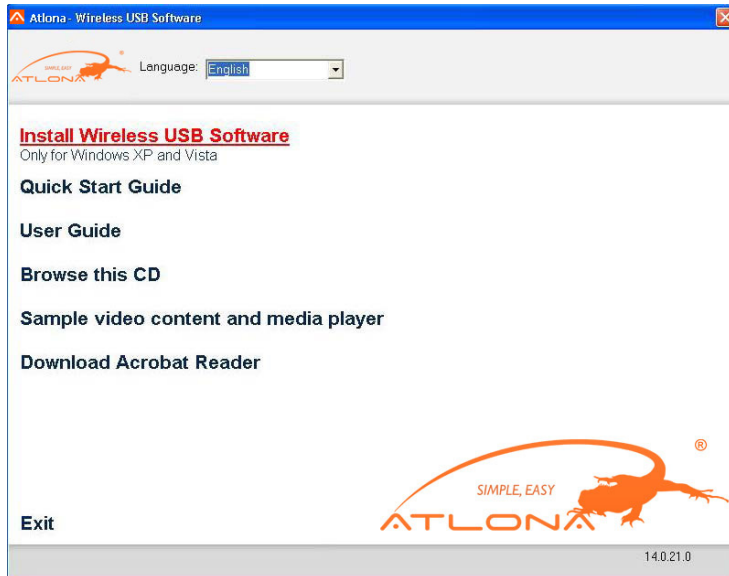 Atlona - Wireless USB Software
SIMPLE, EASY
ATLONA
Language: English
Install Wireless USB Software
Only for Windows XP and Vista
Quick Start Guide
User Guide
Browse this CD
Sample video content and media player
Download Acrobat Reader
®
SIMPLE, EASY
ATLONA
Exit
14.0.21.0